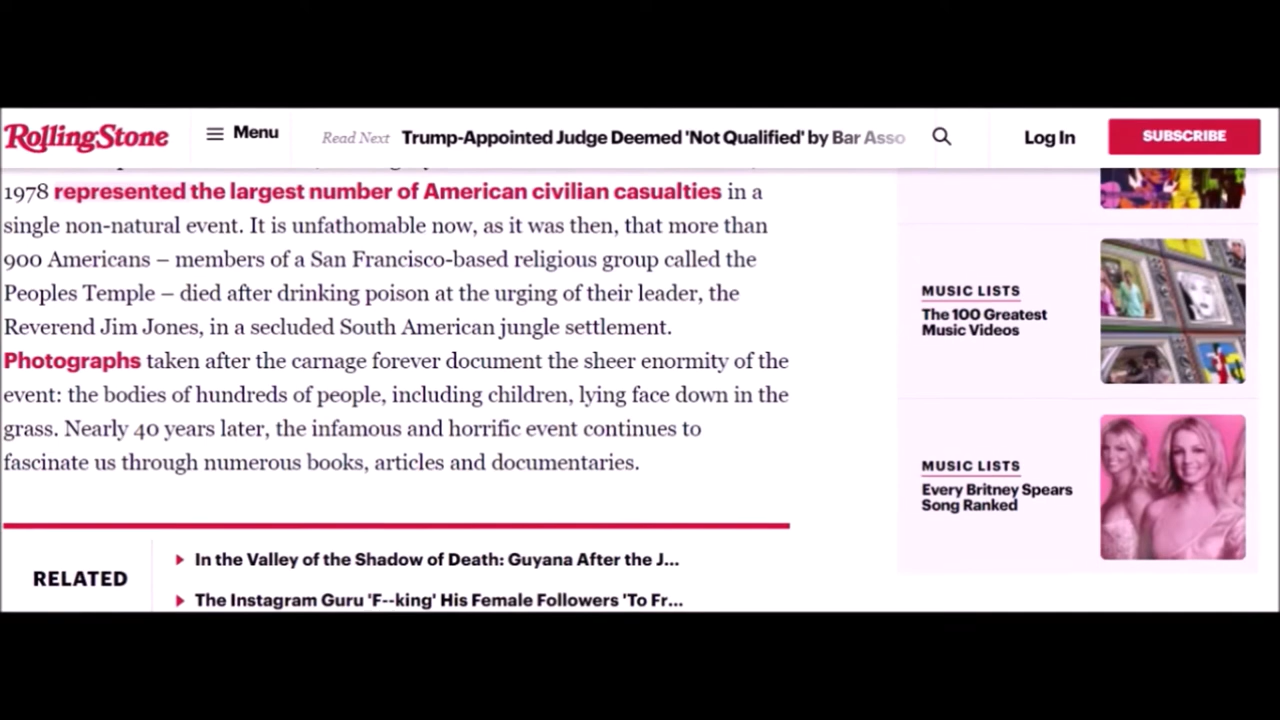 RollingStone
Menu
Read Next Trump-Appointed Judge Deemed 'Not Qualified' by Bar Asso
Log In
SUBSCRIBE
1978 represented the largest number of American civilian casualties in a
single non-natural event. It is unfathomable now, as it was then, that more than
900 Americans – members of a San Francisco-based religious group called the
Peoples Temple – died after drinking poison at the urging of their leader, the
Reverend Jim Jones, in a secluded South American jungle settlement.
Photographs taken after the carnage forever document the sheer enormity of the
event: the bodies of hundreds of people, including children, lying face down in the
grass. Nearly 40 years later, the infamous and horrific event continues to
fascinate us through numerous books, articles and documentaries.
RELATED
In the Valley of the Shadow of Death: Guyana After the J...
The Instagram Guru 'F--king' His Female Followers 'To Fr...
MUSIC LISTS
The 100 Greatest
Music Videos
MUSIC LISTS
Every Britney Spears
Song Ranked